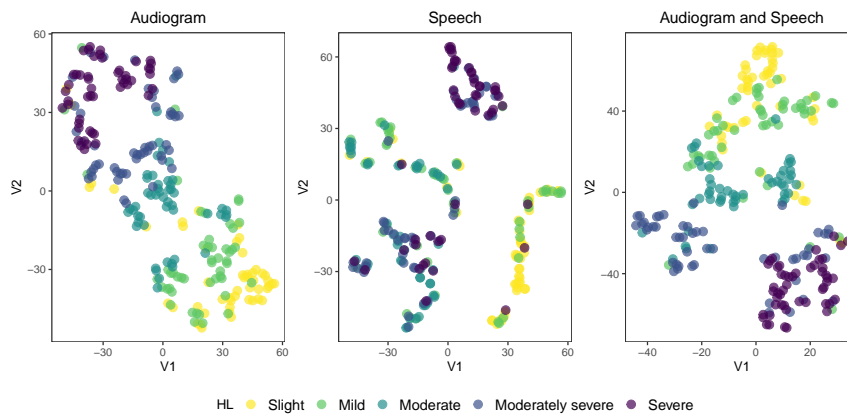 Audiogram
Speech
Audiogram and Speech
60
30
0
−30
V2
−30
0
30
60
V1
60
30
0
−30
V2
−30
0
30
60
V1
40
0
−40
V2
−40
−20
0
20
V1
HL Slight Mild Moderate Moderately severe Severe